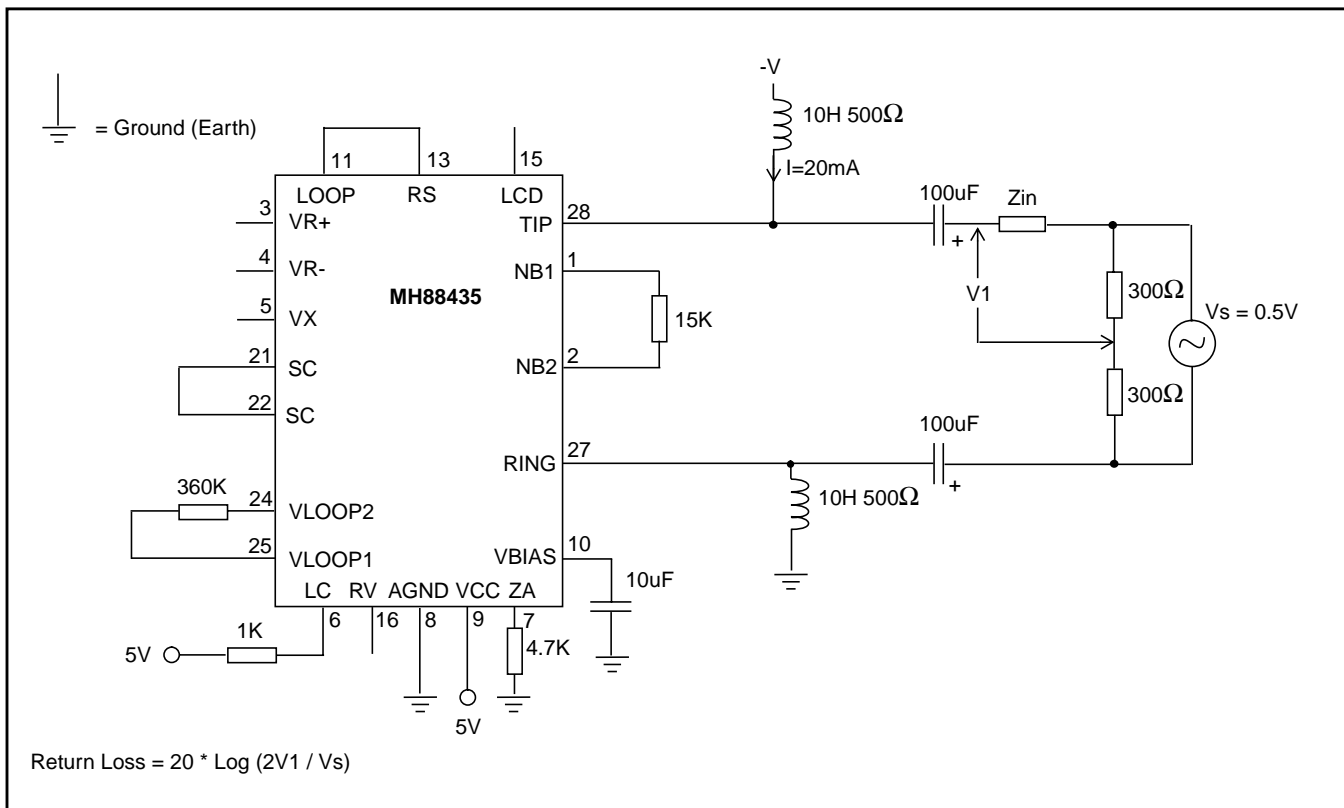 -V
10H 500Ω
= Ground (Earth)
I=20mA
11
13
15
LOOP
RS
LCD
100uF
Zin
3
VR+
TIP
28
+
4
VR-
NB1
1
MH88435
V1
300Ω
Vs = 0.5V
5
VX
15K
21
SC
NB2
2
300Ω
22
SC
100uF
RING
27
+
360K
24
VLOOP2
10H 500Ω
25
VLOOP1
VBIAS
10
LC
RV
AGND
VCC
ZA
10uF
6
16
8
9
7
1K
5V
4.7K
5V
Return Loss = 20 * Log (2V1 / Vs)